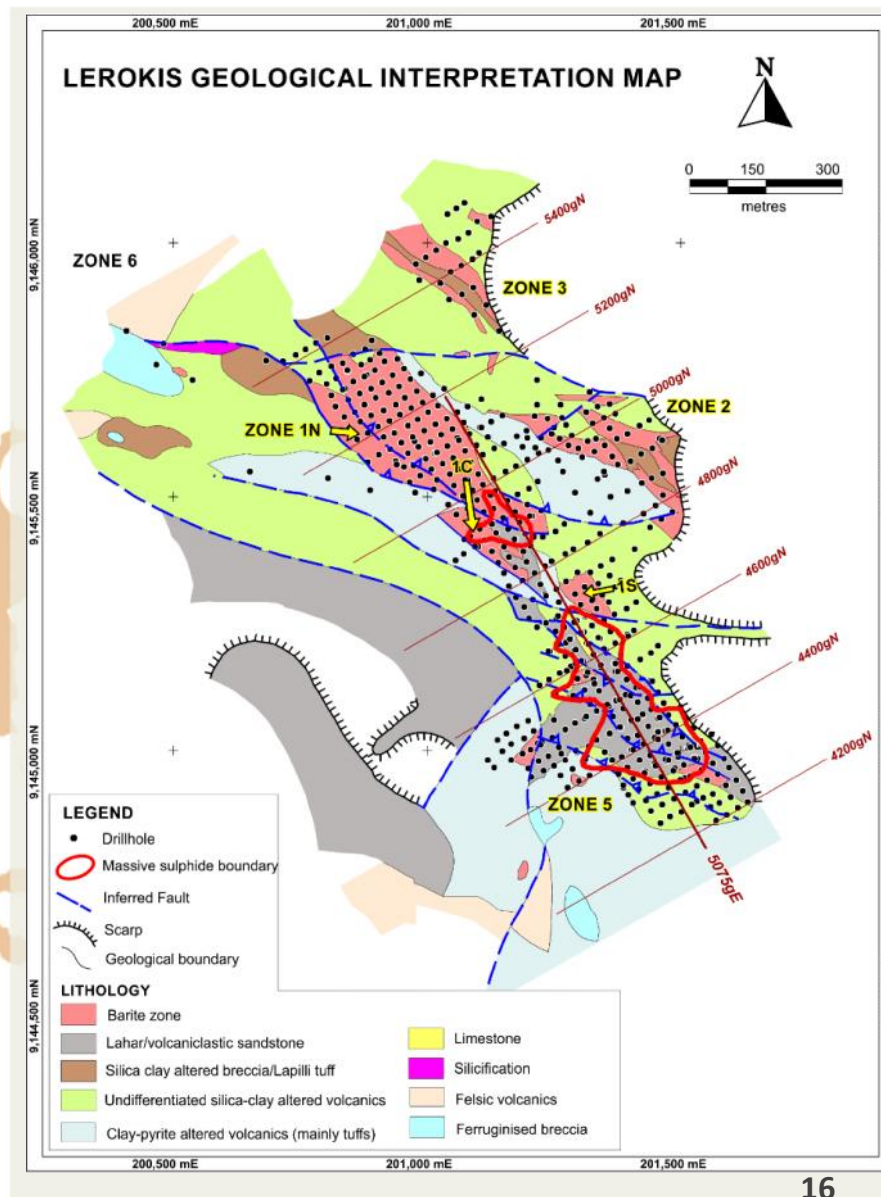 200,500 mE
201,000 mE
201,500 mE
LEROKIS GEOLOGICAL INTERPRETATION MAP
N
0 150 300
metres
9,146,000 mN
9,145,500 mN
9,145,000 mN
9,144,500 mN
ZONE 6
5400gN
ZONE 3
5200gN
5000gN
ZONE 2
ZONE 1N
4800gN
1C
4600gN
1S
4400gN
4200gN
ZONE 5
5075gE
LEGEND
Drillhole
Massive sulphide boundary
Inferred Fault
Scarp
Geological boundary
LITHOLOGY
Barite zone
Lahar/volcaniclastic sandstone
Silica clay altered breccia/Lapilli tuff
Undifferentiated silica-clay altered volcanics
Clay-pyrite altered volcanics (mainly tuffs)
Limestone
Silicification
Felsic volcanics
Ferruginised breccia
200,500 mE
201,000 mE
201,500 mE
16